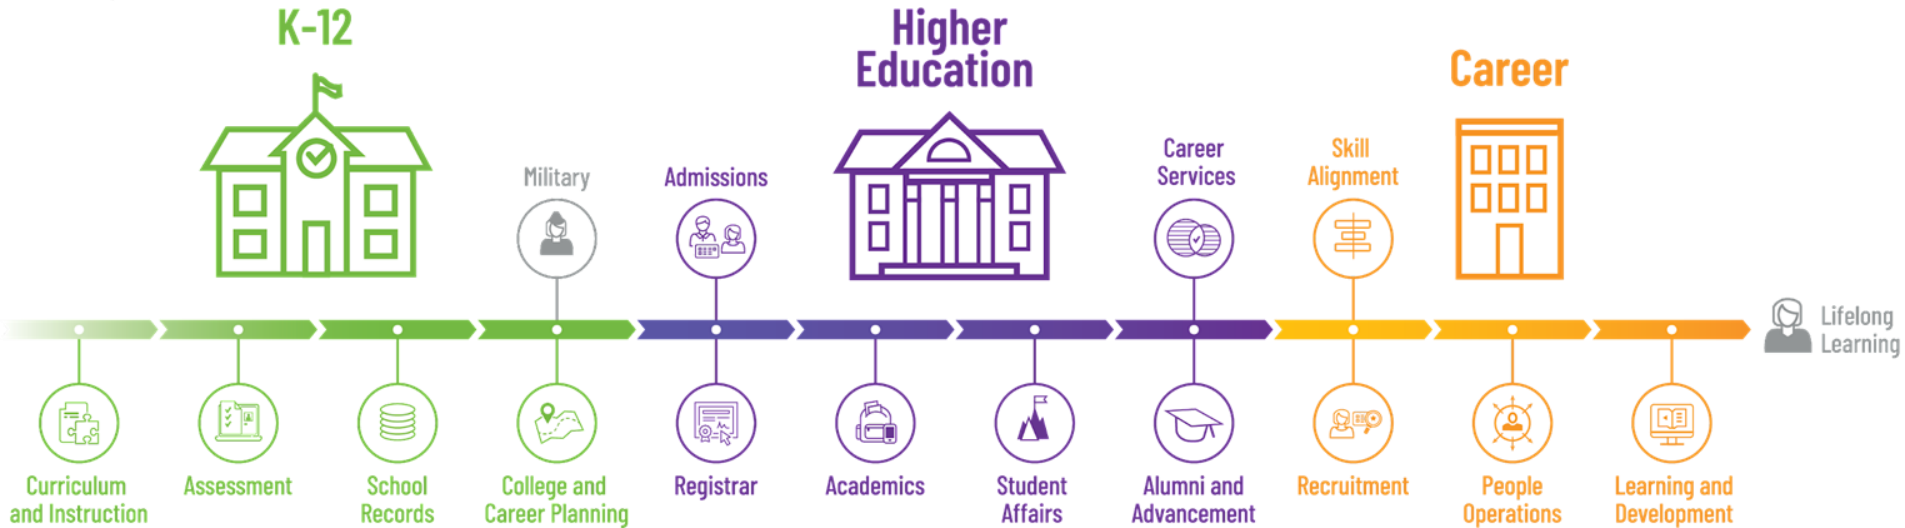 K-12
Higher
Education
Career
Military
Admissions
Career
Services
Skill
Alignment
Lifelong
Learning
Curriculum
and Instruction
Assessment
School
Records
College and
Career Planning
Registrar
Academics
Student
Affairs
Alumni and
Advancement
Recruitment
People
Operations
Learning and
Development